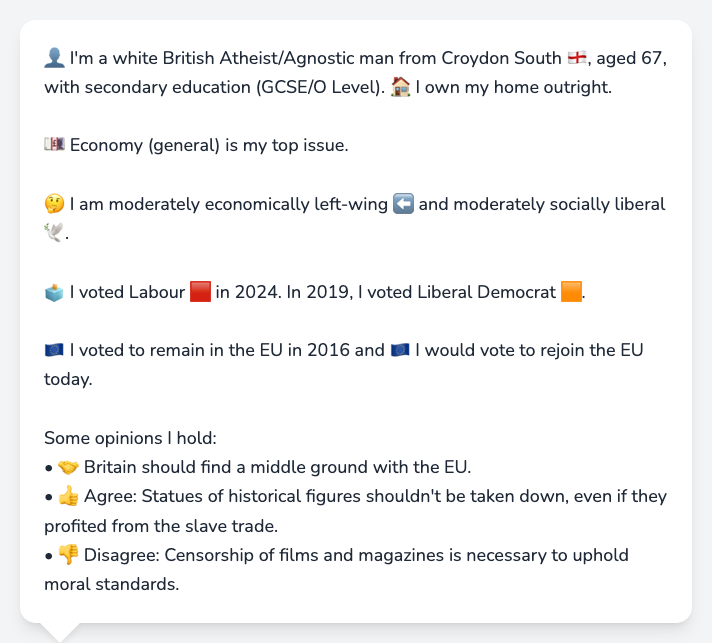 👤 I'm a white British Atheist/Agnostic man from Croydon South 🏴󠁧󠁢󠁥󠁮󠁧󠁿, aged 67,
with secondary education (GCSE/O Level). 🏠 I own my home outright.
💷 Economy (general) is my top issue.
🤔 I am moderately economically left-wing ⬅️ and moderately socially liberal
🕊️.
🗳️ I voted Labour 🟥 in 2024. In 2019, I voted Liberal Democrat 🟧.
🇪🇺 I voted to remain in the EU in 2016 and 🇪🇺 I would vote to rejoin the EU
today.
Some opinions I hold:
• 🤝 Britain should find a middle ground with the EU.
• 👍 Agree: Statues of historical figures shouldn't be taken down, even if they
profited from the slave trade.
• 👎 Disagree: Censorship of films and magazines is necessary to uphold
moral standards.